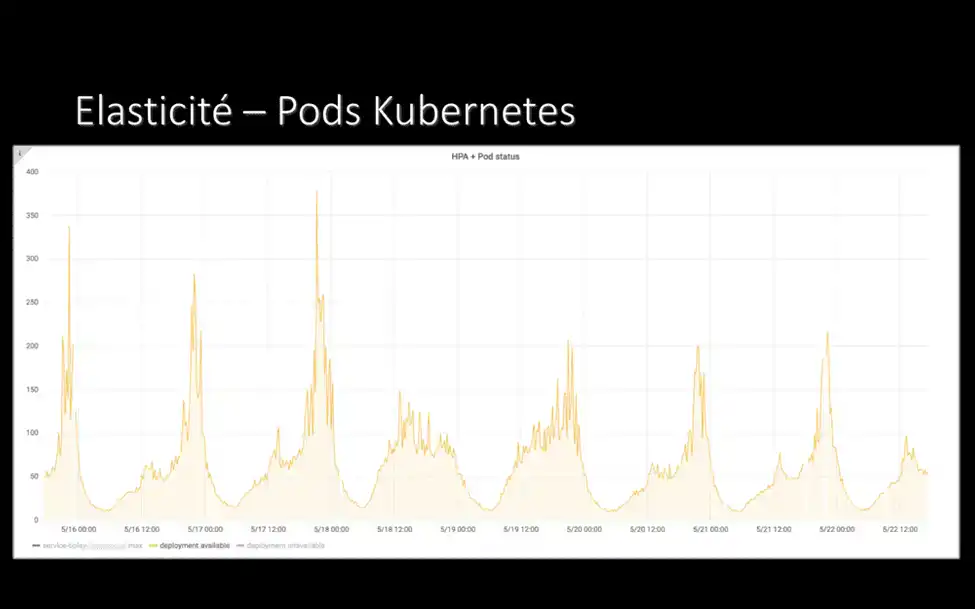 Elasticité – Pods Kubernetes
i
HPA + Pod status
400
350
300
250
200
150
100
50
0
5/16 00:00 5/16 12:00 5/17 00:00 5/17 12:00 5/18 00:00 5/18 12:00 5/19 00:00 5/19 12:00 5/20 00:00 5/20 12:00 5/21 00:00 5/21 12:00 5/22 00:00 5/22 12:00
max deployment available deployment unavailable